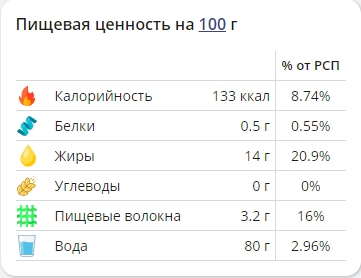 Пищевая ценность на 100 г
% от РСП
Калорийность 133 ккал 8.74%
Белки 0.5 г 0.55%
Жиры 14 г 20.9%
Углеводы 0 г 0%
Пищевые волокна 3.2 г 16%
Вода 80 г 2.96%